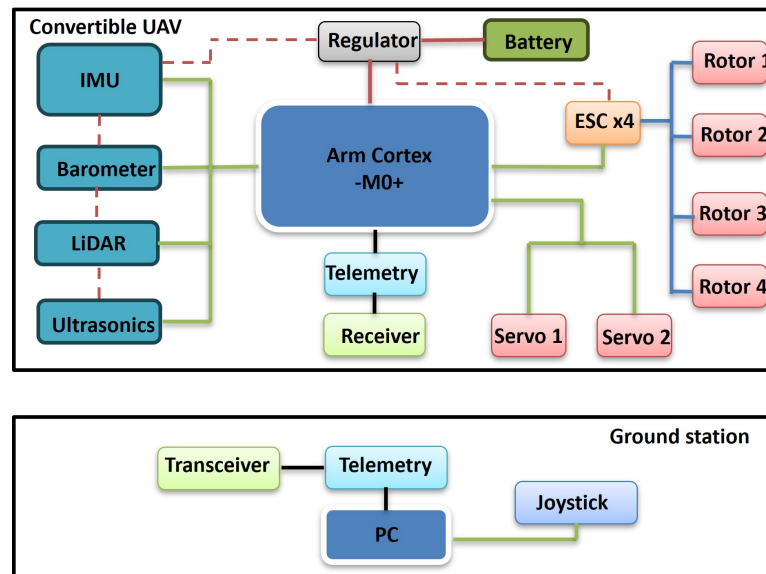 Convertible UAV
Regulator
Battery
Rotor 1
IMU
ESC x4
Rotor 2
Barometer
Arm Cortex
-M0+
Rotor 3
LiDAR
Telemetry
Rotor 4
Ultrasonics
Receiver
Servo 1
Servo 2
Ground station
Transceiver
Telemetry
Joystick
PC